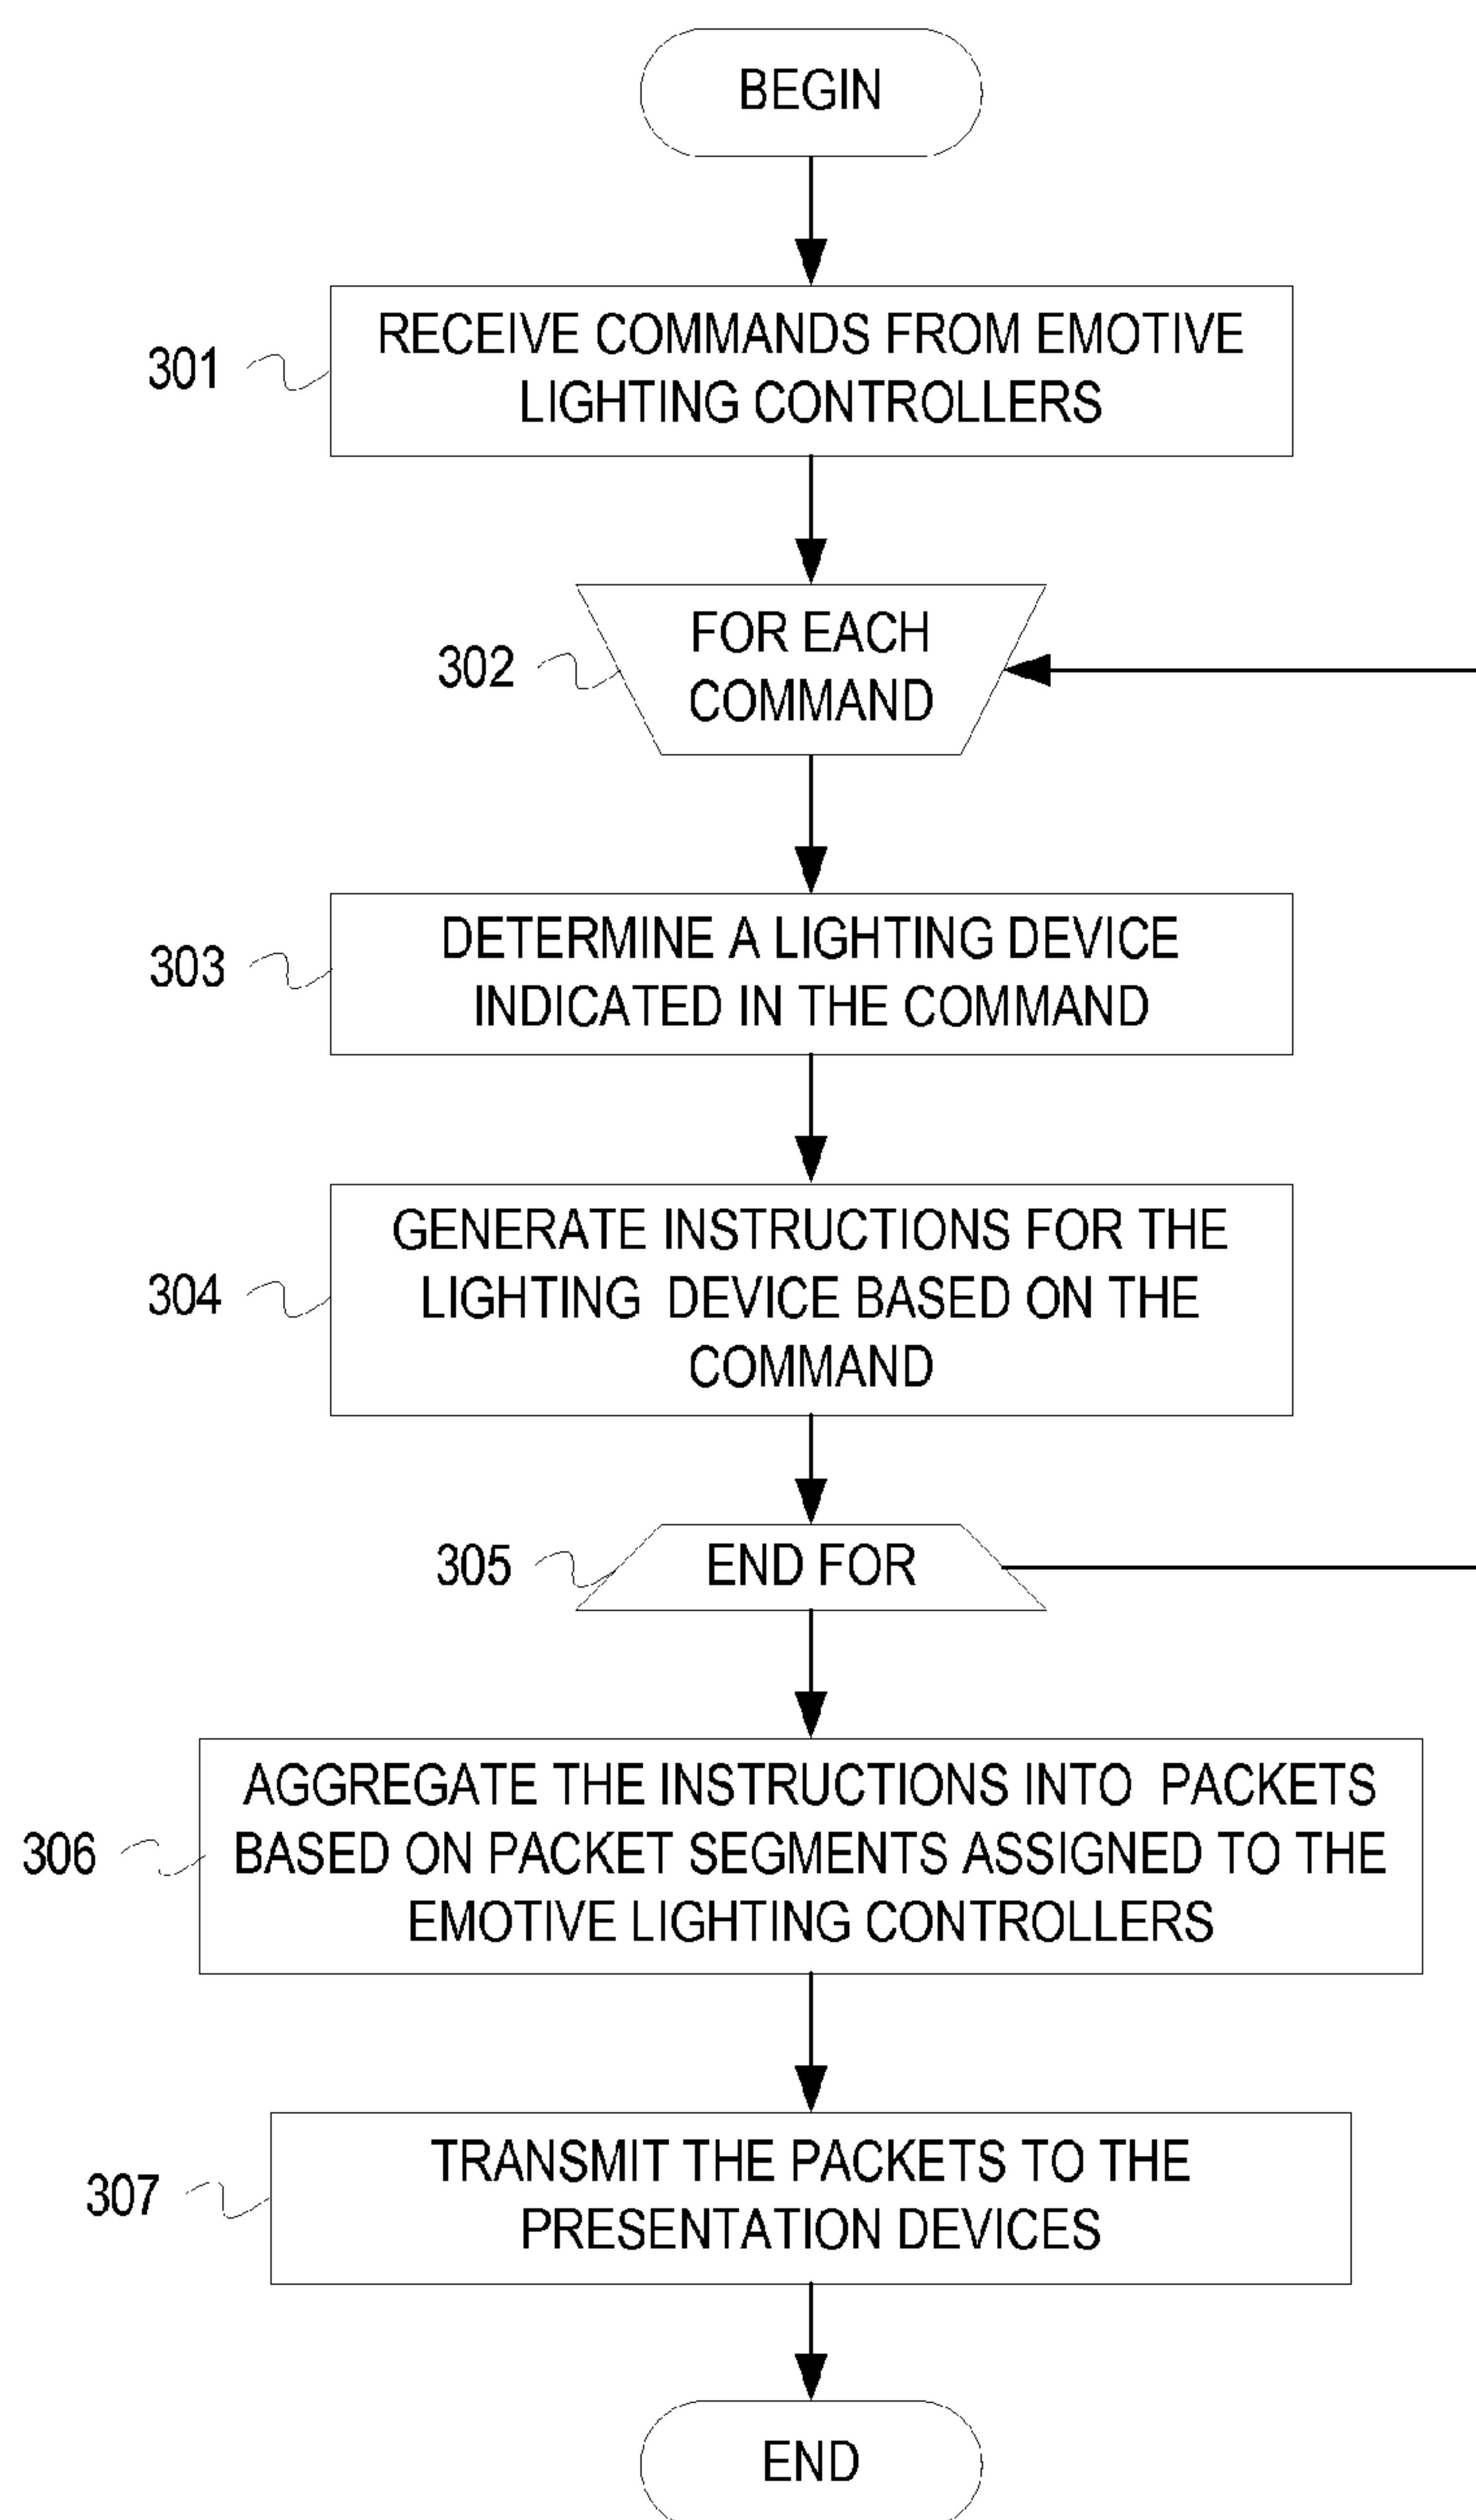 BEGIN
301
RECEIVE COMMANDS FROM EMOTIVE
LIGHTING CONTROLLERS
302
FOR EACH
COMMAND
303
DETERMINE A LIGHTING DEVICE
INDICATED IN THE COMMAND
304
GENERATE INSTRUCTIONS FOR THE
LIGHTING DEVICE BASED ON THE
COMMAND
305
END FOR
306
AGGREGATE THE INSTRUCTIONS INTO PACKETS
BASED ON PACKET SEGMENTS ASSIGNED TO THE
EMOTIVE LIGHTING CONTROLLERS
307
TRANSMIT THE PACKETS TO THE
PRESENTATION DEVICES
END